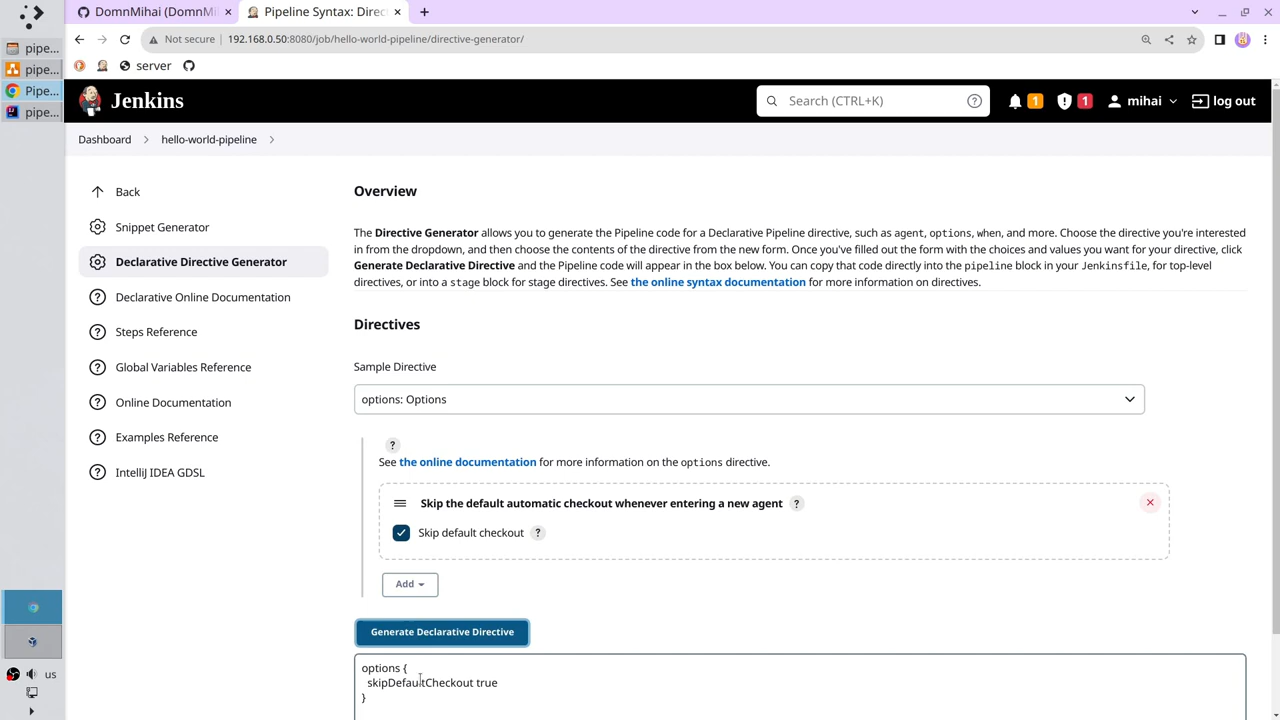 DomnMihai (DomnMi
Pipeline Syntax: Direc
Not secure
192.168.0.50:8080/job/hello-world-pipeline/directive-generator/
server
pipe...
pipe...
Pipe...
pipe...
us
Jenkins
Search (CTRL+K)
1
1
mihai
log out
Dashboard
hello-world-pipeline
Back
Snippet Generator
Declarative Directive Generator
Declarative Online Documentation
Steps Reference
Global Variables Reference
Online Documentation
Examples Reference
IntelliJ IDEA GDSL
Overview
The Directive Generator allows you to generate the Pipeline code for a Declarative Pipeline directive, such as agent, options, when, and more. Choose the directive you're interested
in from the dropdown, and then choose the contents of the directive from the new form. Once you've filled out the form with the choices and values you want for your directive, click
Generate Declarative Directive and the Pipeline code will appear in the box below. You can copy that code directly into the pipeline block in your Jenkinsfile, for top-level
directives, or into a stage block for stage directives. See the online syntax documentation for more information on directives.
Directives
Sample Directive
options: Options
?
See the online documentation for more information on the options directive.
Skip the default automatic checkout whenever entering a new agent ?
Skip default checkout ?
Add
Generate Declarative Directive
options {
skipDefaultCheckout true
}